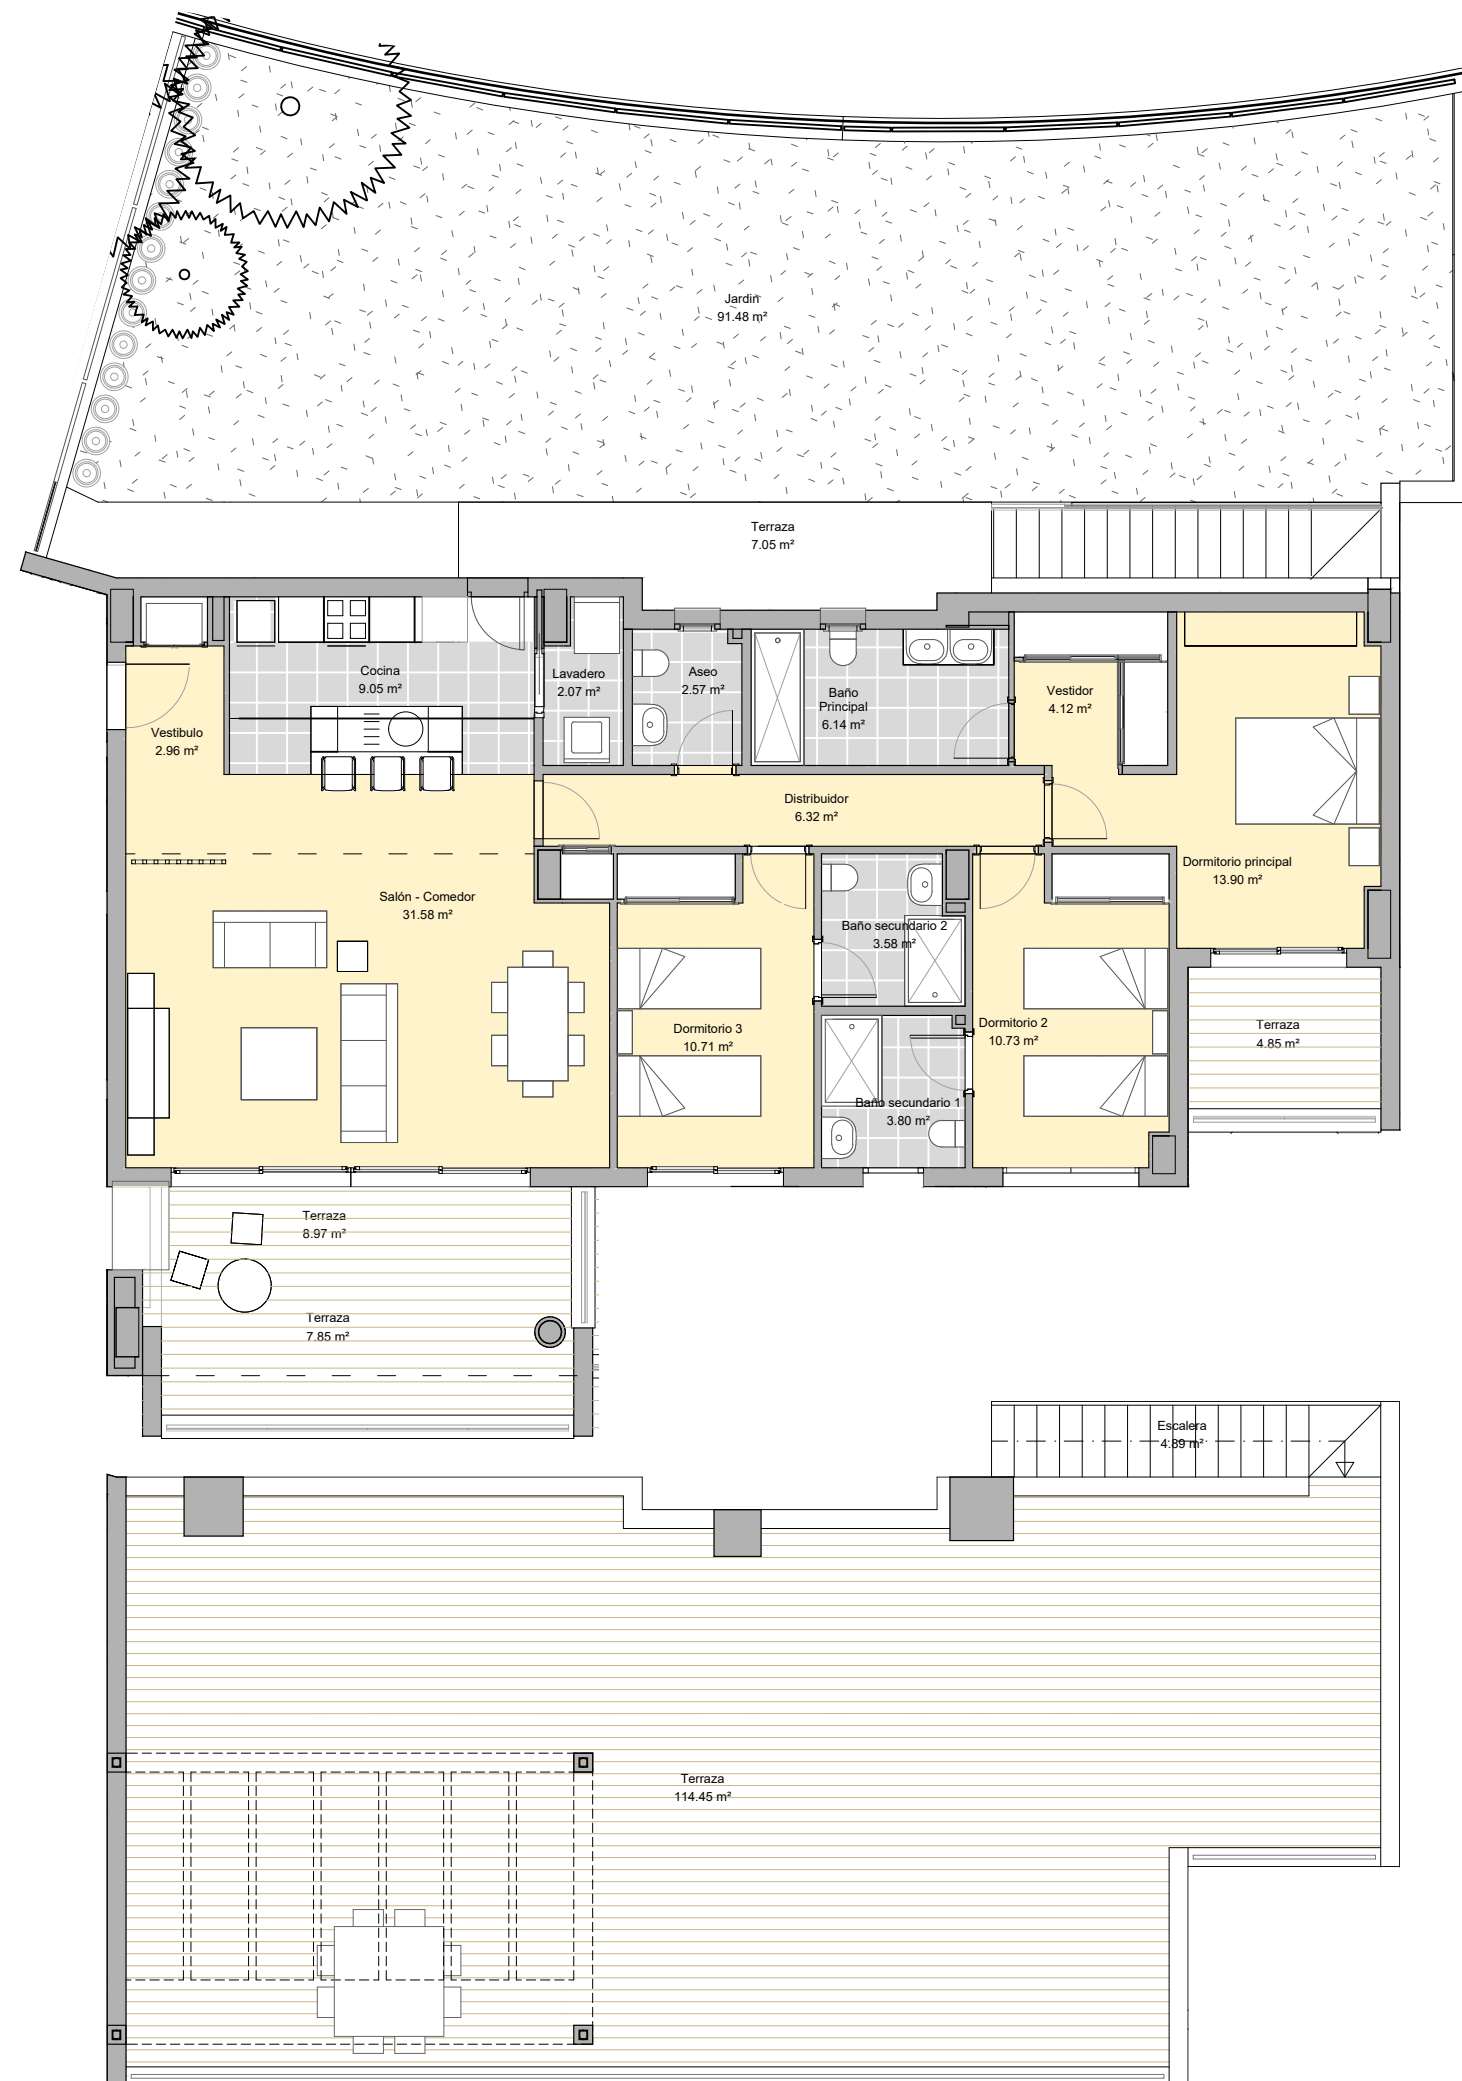 Jardin
91.48 m²
Terraza
7.05 m²
Cocina
9.05 m²
Lavadero
2.07 m²
Aseo
2.57 m²
Baño
Principal
6.14 m²
Vestidor
4.12 m²
Vestibulo
2.96 m²
Distribuidor
6.32 m²
Dormitorio principal
13.90 m²
Salón - Comedor
31.58 m²
Baño secundario 2
3.58 m²
Dormitorio 3
10.71 m²
Dormitorio 2
10.73 m²
Terraza
4.85 m²
Baño secundario 1
3.80 m²
Terraza
8.97 m²
Terraza
7.85 m²
Escalera
4.89 m²
Terraza
114.45 m²